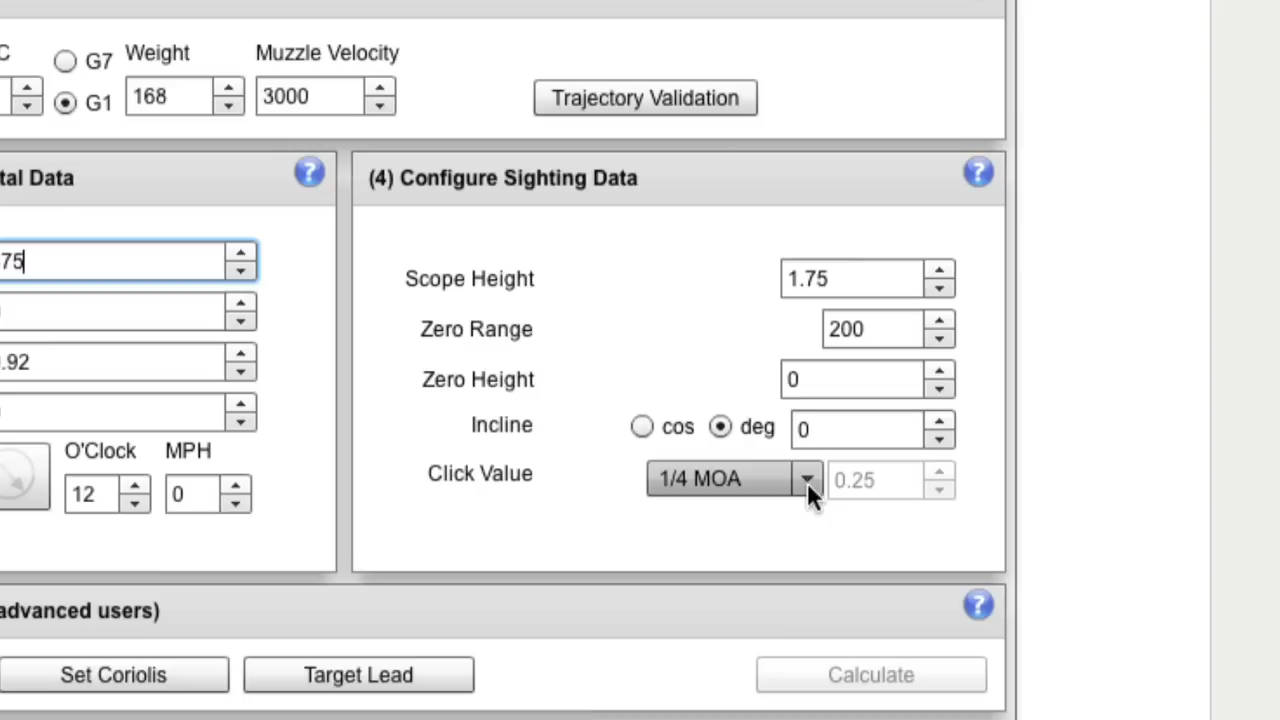 C
G7
Weight
Muzzle Velocity
G1
168
3000
Trajectory Validation
tal Data
?
(4) Configure Sighting Data
?
75
Scope Height
1.75
Zero Range
200
.92
Zero Height
0
Incline
cos
deg
0
O'Clock
MPH
Click Value
1/4 MOA
0.25
12
0
advanced users)
?
Set Coriolis
Target Lead
Calculate